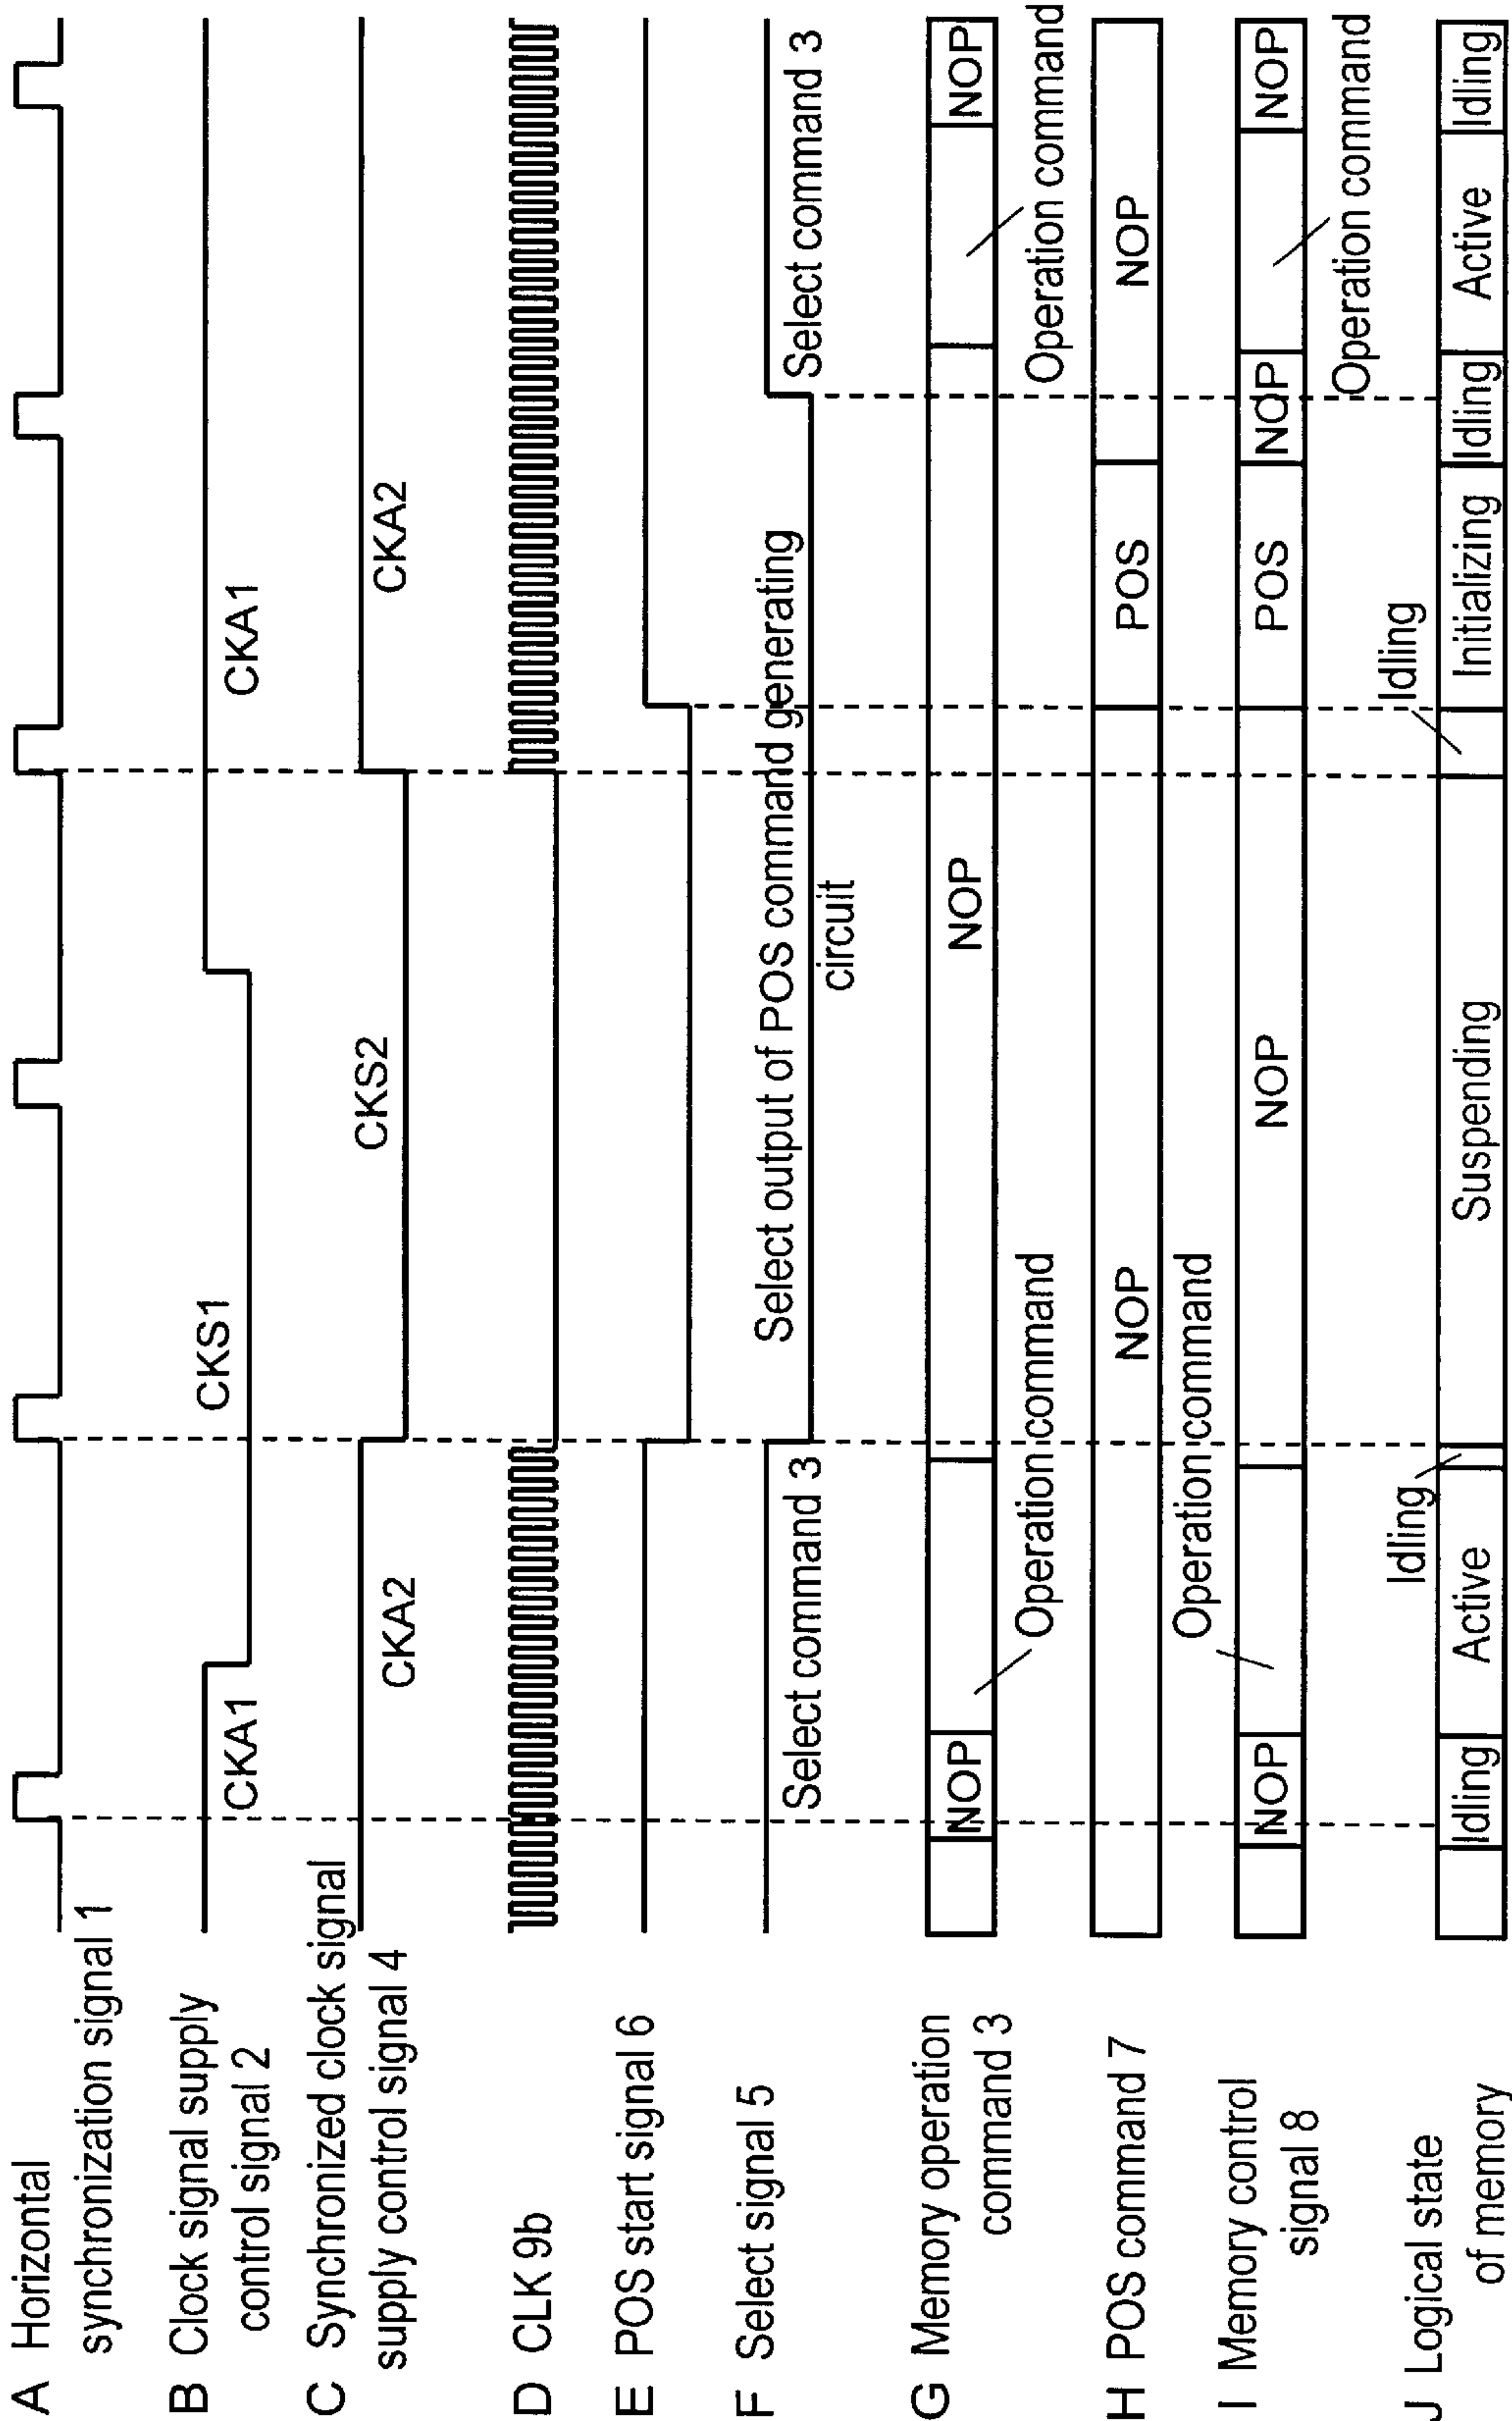 A Horizontal
synchronization signal 1
B Clock signal supply
control signal 2
CKA1
CKS1
CKA1
C Synchronized clock signal
supply control signal 4
CKA2
CKS2
CKA2
D CLK 9b
E POS start signal 6
F Select signal 5
Select command 3
Select output of POS command generating
circuit
Select command 3
G Memory operation
command 3
NOP
Operation command
NOP
Operation command
NOP
H POS command 7
NOP
POS
NOP
I Memory control
signal 8
NOP
Operation command
NOP
POS
NOP
Operation command
NOP
J Logical state
of memory
Idling
Active
Idling
Suspending
Idling
Initializing
Idling
Active
Idling